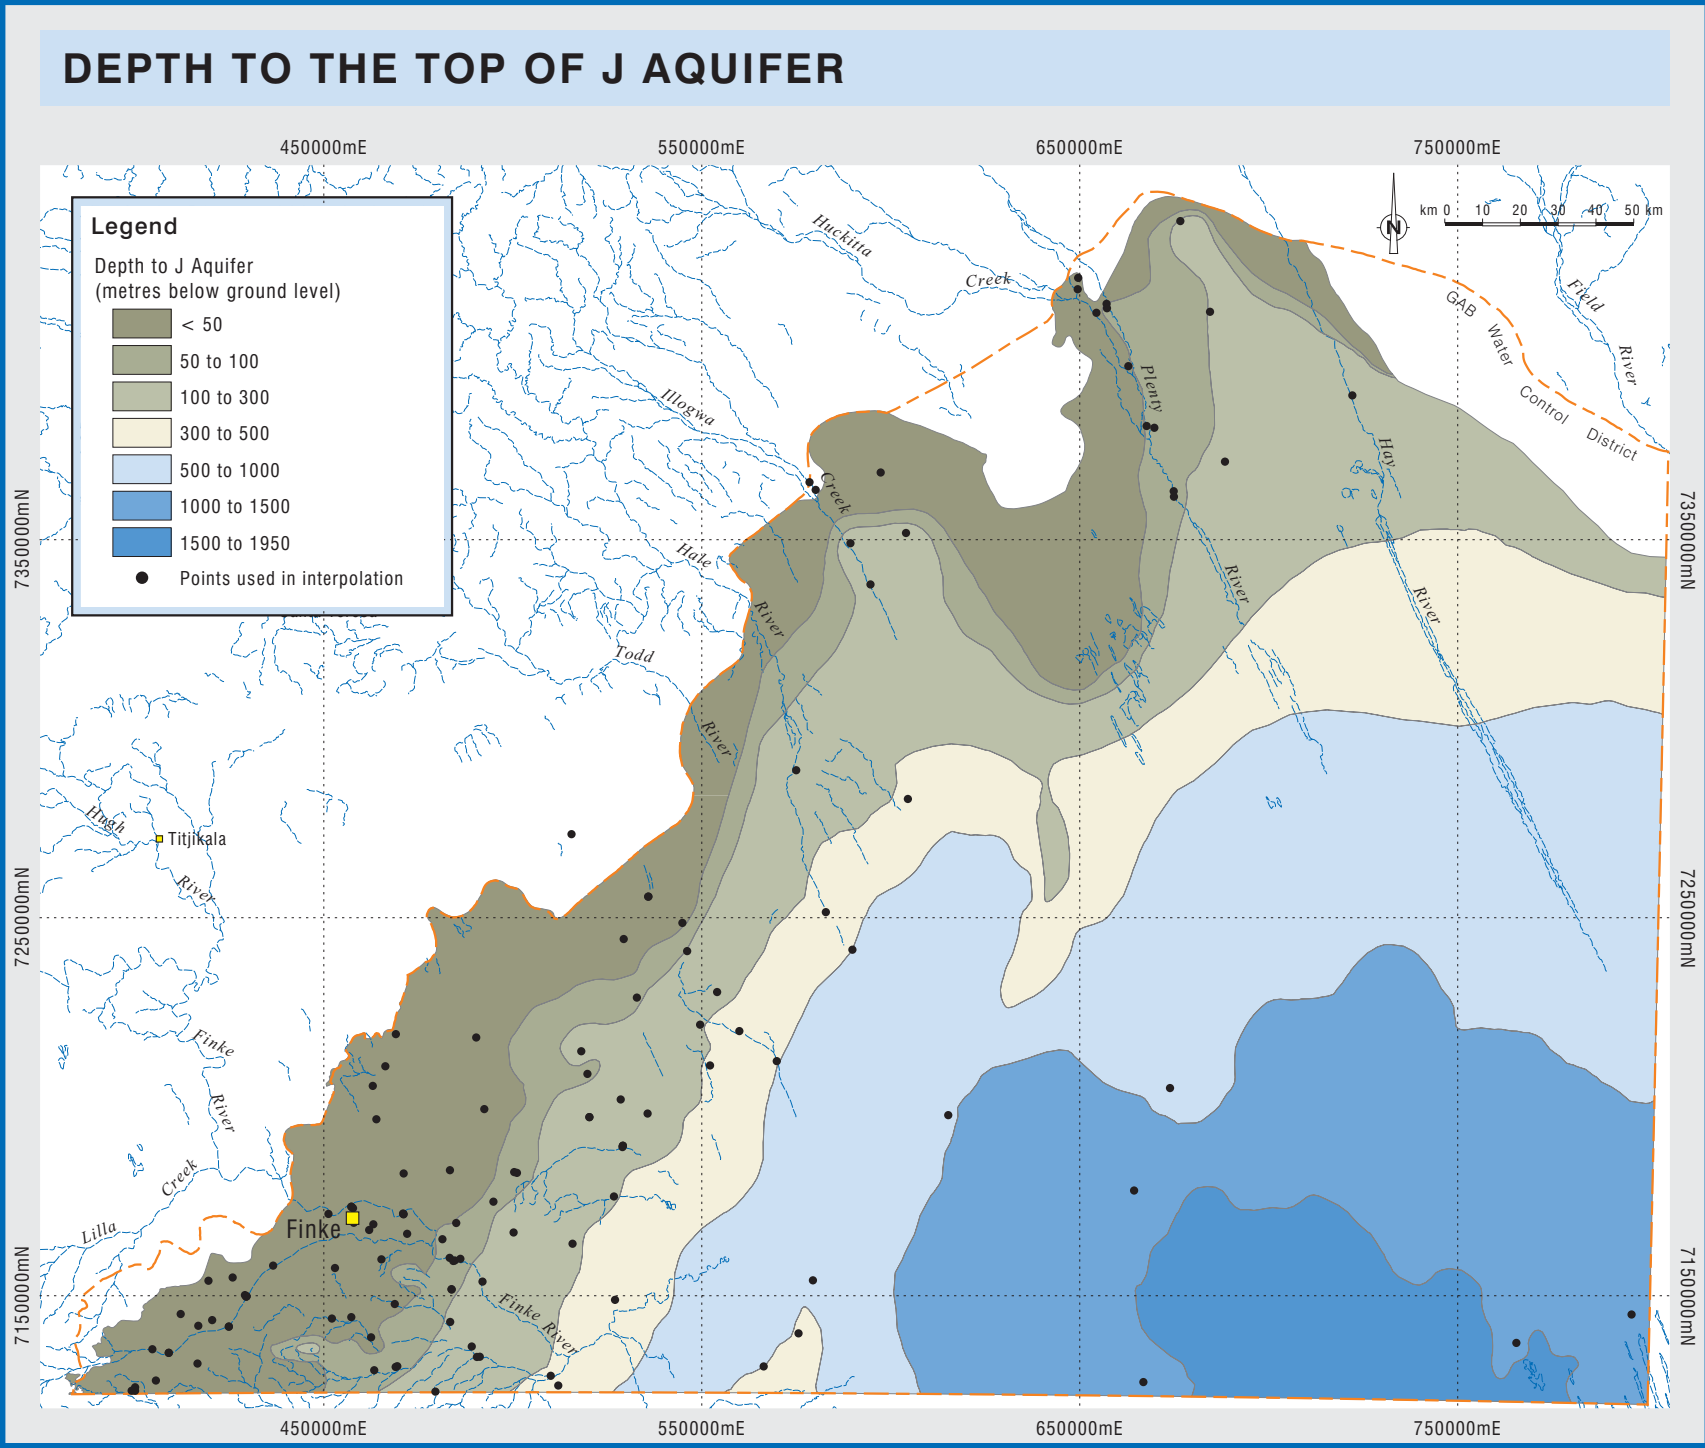 DEPTH TO THE TOP OF J AQUIFER
450000mE
550000mE
650000mE
750000mE
Legend
Depth to J Aquifer
(metres below ground level)
< 50
50 to 100
100 to 300
300 to 500
500 to 1000
1000 to 1500
1500 to 1950
Points used in interpolation
N
km 0 10 20 30 40 50 km
Huckitta
Creek
Field
River
GAB Water Control District
Plenty
River
Hay
River
Illogwa
Creek
Hale
River
Todd
River
7350000mN
7350000mN
Hugh
River
Titjikala
7250000mN
7250000mN
Finke
River
Lilla
Creek
Finke
Finke River
7150000mN
7150000mN
450000mE
550000mE
650000mE
750000mE